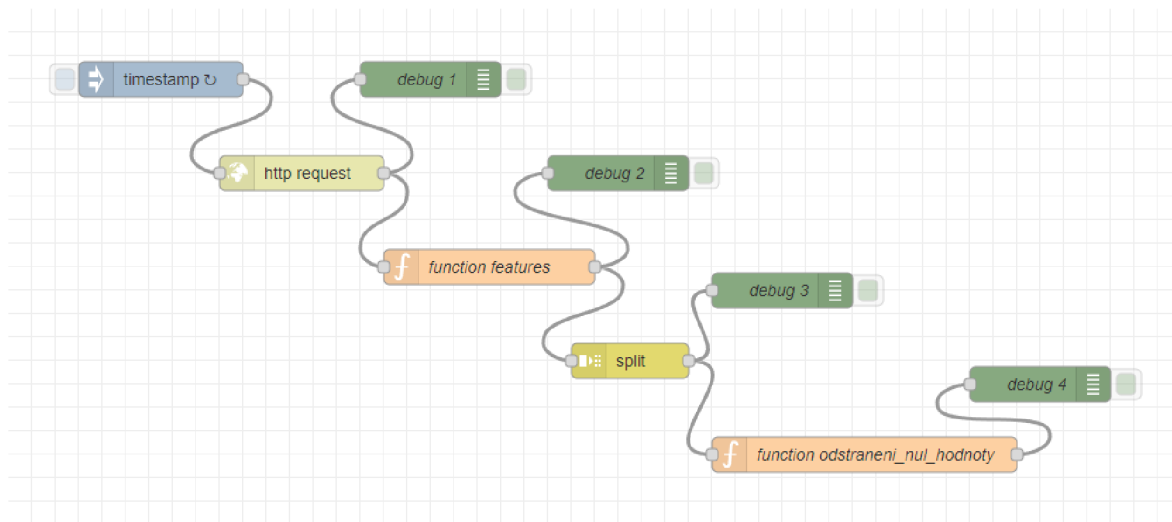 timestamp ↻
debug 1
http request
debug 2
function features
debug 3
split
debug 4
function odstraneni_nul_hodnoty